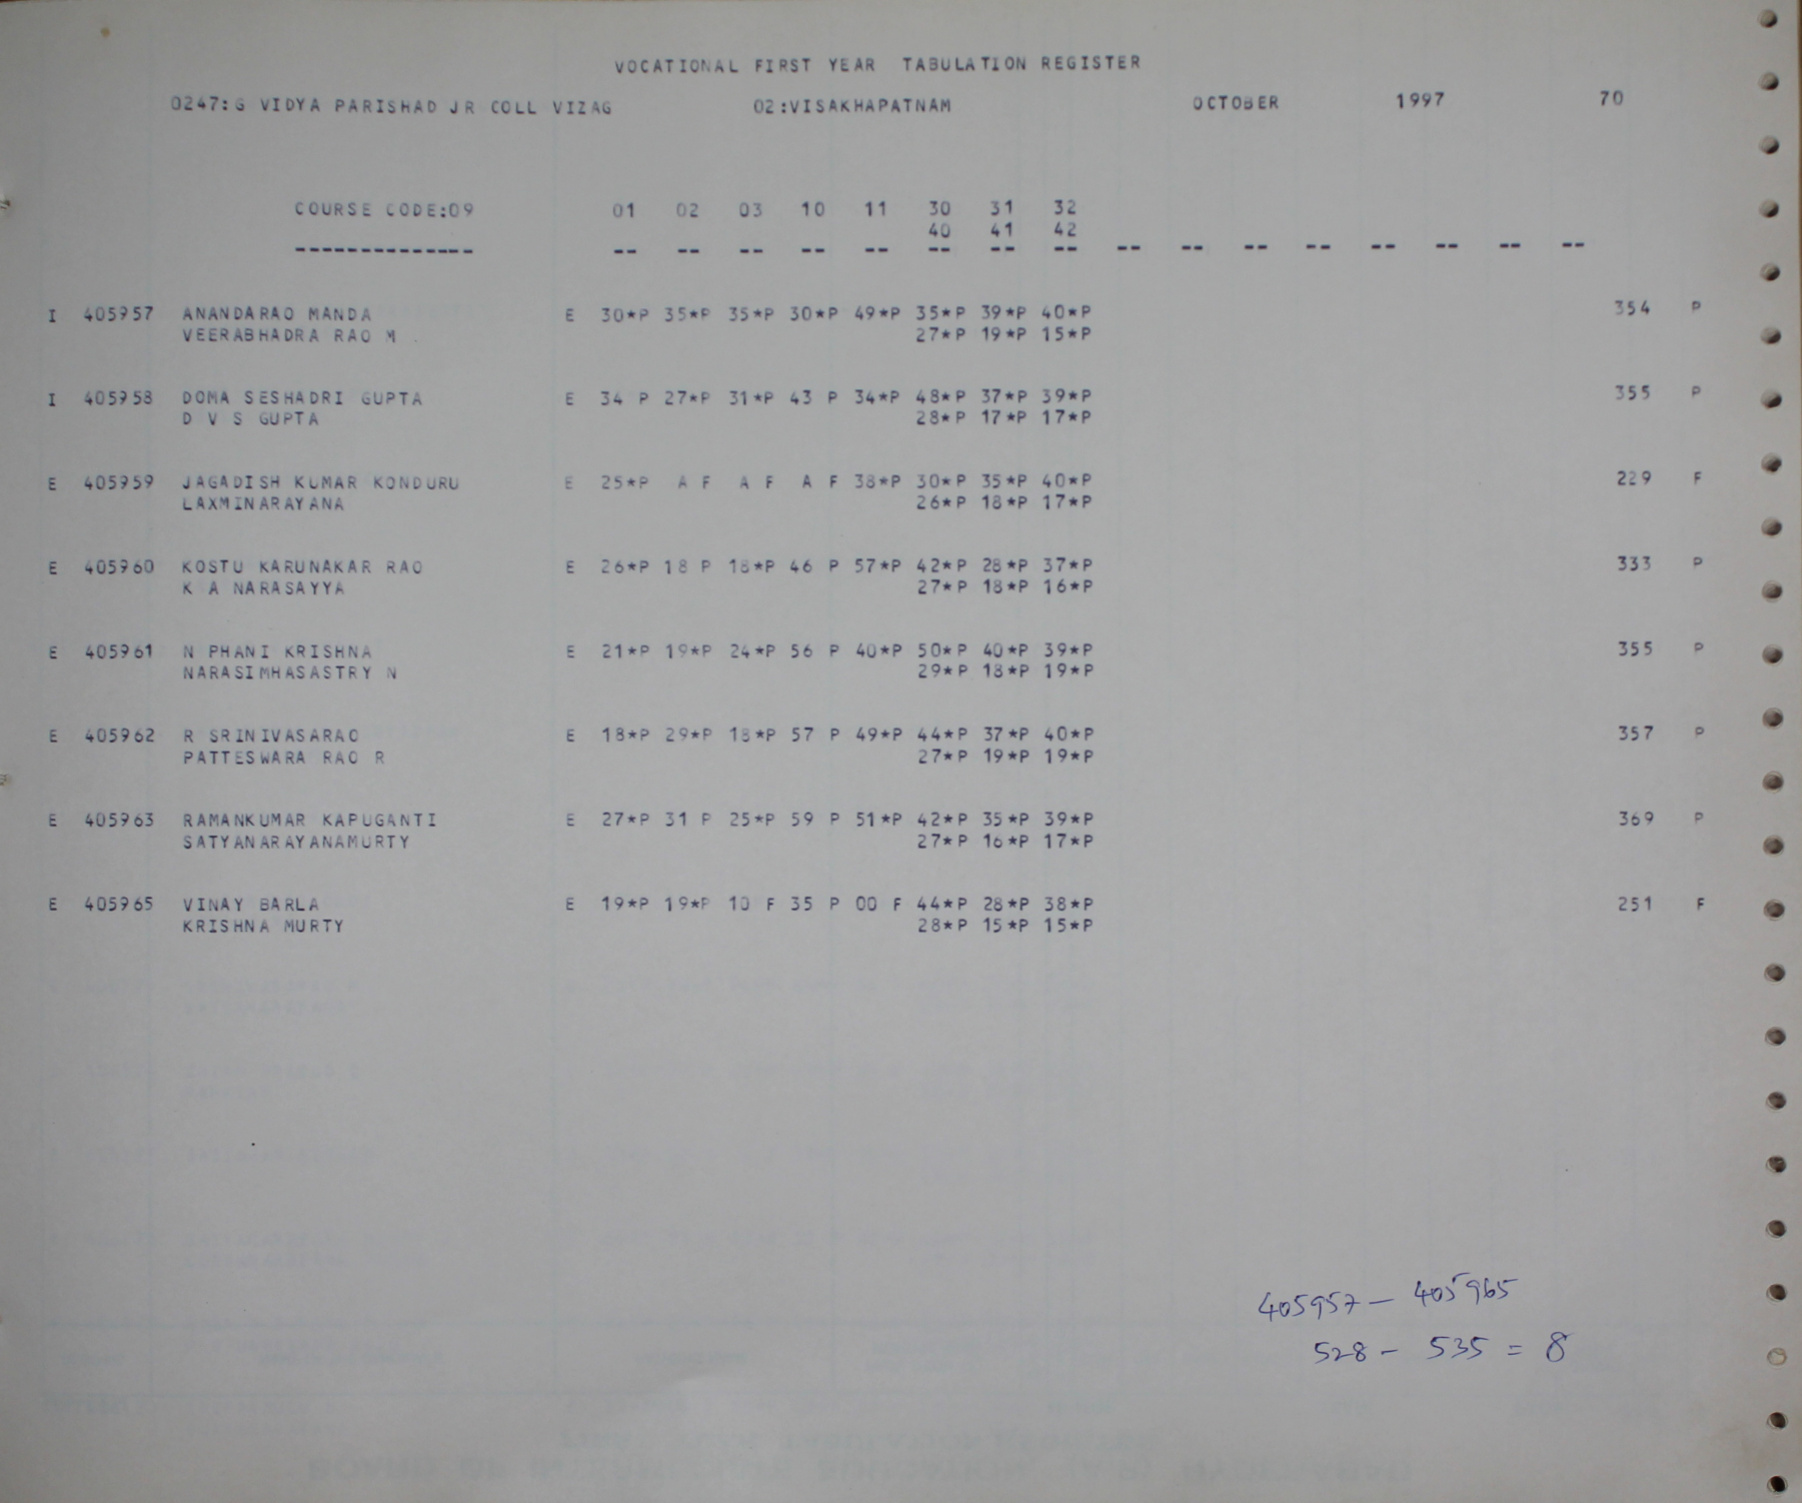 VOCATIONAL FIRST YEAR TABULATION REGISTER
0247:G VIDYA PARISHAD JR COLL VIZAG 02:VISAKHAPATNAM OCTOBER 1997 70
COURSE CODE:09 01 02 03 10 11 30 31 32
40 41 42
-------------- -- -- -- -- -- -- -- -- -- -- -- -- -- -- -- --
I 405957 ANANDARAO MANDA E 30*P 35*P 35*P 30*P 49*P 35*P 39*P 40*P 354 P
VEERABHADRA RAO M 27*P 19*P 15*P
I 405958 DOMA SESHADRI GUPTA E 34 P 27*P 31*P 43 P 34*P 48*P 37*P 39*P 355 P
D V S GUPTA 28*P 17*P 17*P
E 405959 JAGADISH KUMAR KONDURU E 25*P A F A F A F 38*P 30*P 35*P 40*P 229 F
LAXMINARAYANA 26*P 18*P 17*P
E 405960 KOSTU KARUNAKAR RAO E 26*P 18 P 18*P 46 P 57*P 42*P 28*P 37*P 333 P
K A NARASAYYA 27*P 18*P 16*P
E 405961 N PHANI KRISHNA E 21*P 19*P 24*P 56 P 40*P 50*P 40*P 39*P 355 P
NARASIMHASASTRY N 29*P 18*P 19*P
E 405962 R SRINIVASARAO E 18*P 29*P 18*P 57 P 49*P 44*P 37*P 40*P 357 P
PATTESWARA RAO R 27*P 19*P 19*P
E 405963 RAMANKUMAR KAPUGANTI E 27*P 31 P 25*P 59 P 51*P 42*P 35*P 39*P 369 P
SATYANARAYANAMURTY 27*P 16*P 17*P
E 405965 VINAY BARLA E 19*P 19*P 10 F 35 P 00 F 44*P 28*P 38*P 251 F
KRISHNA MURTY 28*P 15*P 15*P
405957 - 405965
528 - 535 = 8